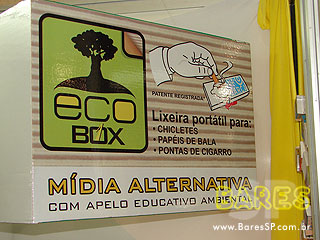 eco
BOX
PATENTE REGISTRADA
Lixeira portátil para:
• CHICLETES
• PAPÉIS DE BALA
• PONTAS DE CIGARRO
MÍDIA ALTERNATIVA
COM APELO EDUCATIVO AMBIENTAL
BARES
www.BaresSP.com.br